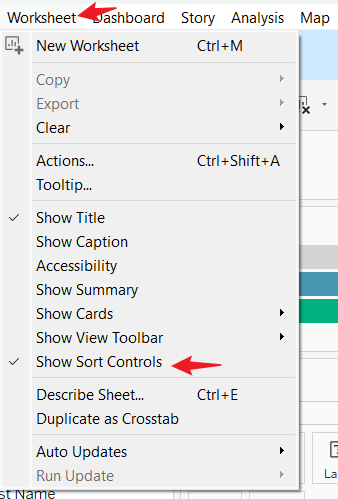 Worksheet Dashboard Story Analysis Map
New Worksheet Ctrl+M
Copy
Export
Clear
Actions... Ctrl+Shift+A
Tooltip...
Show Title
Show Caption
Accessibility
Show Summary
Show Cards
Show View Toolbar
Show Sort Controls
Describe Sheet... Ctrl+E
Duplicate as Crosstab
Auto Updates
Run Update
Name